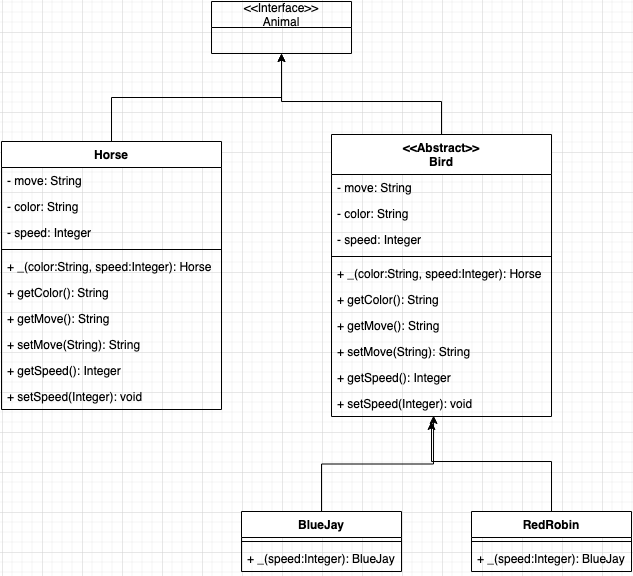 <<Interface>>
Animal
Horse
- move: String
- color: String
- speed: Integer
+ _(color:String, speed:Integer): Horse
+ getColor(): String
+ getMove(): String
+ setMove(String): String
+ getSpeed(): Integer
+ setSpeed(Integer): void
<<Abstract>>
Bird
- move: String
- color: String
- speed: Integer
+ _(color:String, speed:Integer): Horse
+ getColor(): String
+ getMove(): String
+ setMove(String): String
+ getSpeed(): Integer
+ setSpeed(Integer): void
BlueJay
+ _(speed:Integer): BlueJay
RedRobin
+ _(speed:Integer): BlueJay